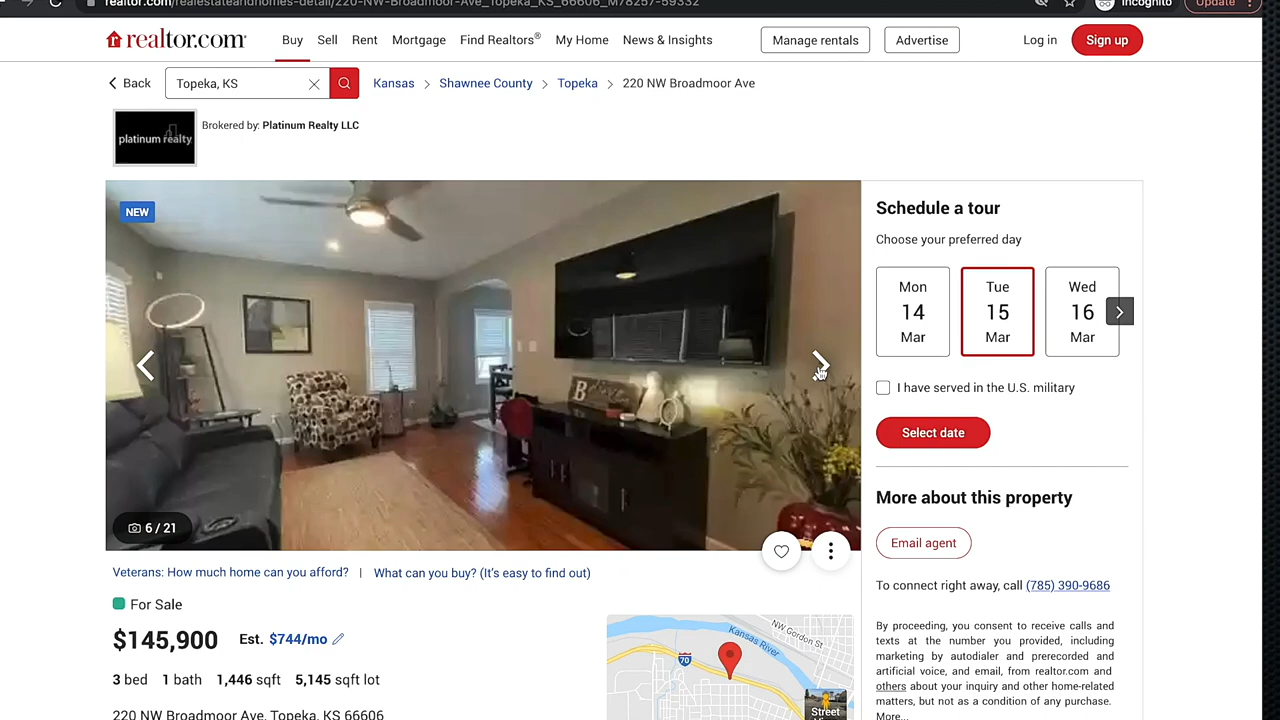 realtor.com/realestateandhomes-detail/220-NW-Broadmoor-Ave_Topeka_KS_66606_M78257-59332
Incognito
Update
realtor.com
Buy
Sell
Rent
Mortgage
Find Realtors®
My Home
News & Insights
Manage rentals
Advertise
Log in
Sign up
Back
Topeka, KS
Kansas > Shawnee County > Topeka > 220 NW Broadmoor Ave
platinum realty
Brokered by: Platinum Realty LLC
NEW
6 / 21
Schedule a tour
Choose your preferred day
Mon
14
Mar
Tue
15
Mar
Wed
16
Mar
I have served in the U.S. military
Select date
More about this property
Email agent
To connect right away, call (785) 390-9686
By proceeding, you consent to receive calls and
texts at the number you provided, including
marketing by autodialer and prerecorded and
artificial voice, and email, from realtor.com and
others about your inquiry and other home-related
matters, but not as a condition of any purchase.
More...
Veterans: How much home can you afford? | What can you buy? (It's easy to find out)
For Sale
$145,900
Est. $744/mo
3 bed 1 bath 1,446 sqft 5,145 sqft lot
220 NW Broadmoor Ave, Topeka, KS 66606
NW Gordon St
Kansas River
70
Street